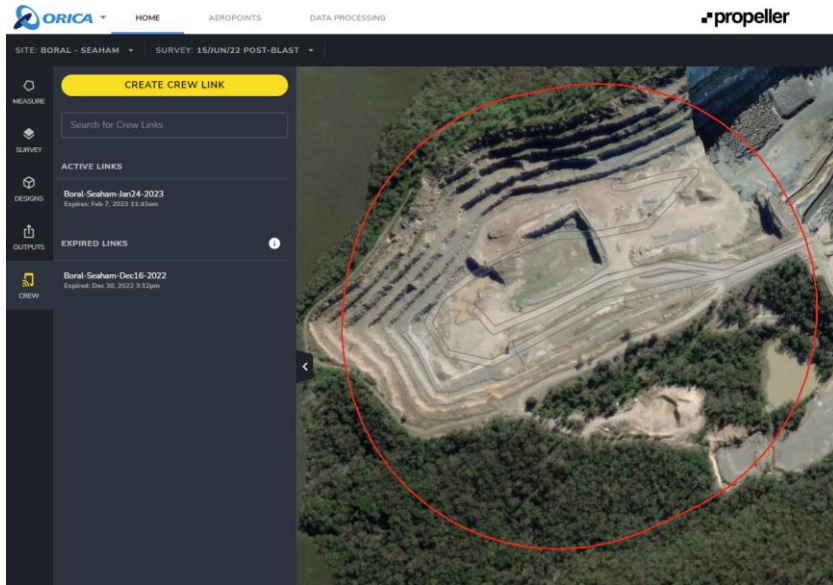 ORICA HOME AEROPOINTS DATA PROCESSING propeller
SITE: BORAL - SEAHAM SURVEY: 15/JUN/22 POST-BLAST
MEASURE
SURVEY
DESIGNS
OUTPUTS
CREW
CREATE CREW LINK
Search for Crew Links
ACTIVE LINKS
Boral-Seaham-Jan24-2023
Expires: Feb 7, 2023 11:43am
EXPIRED LINKS i
Boral-Seaham-Dec16-2022
Expired: Dec 30, 2022 3:12pm